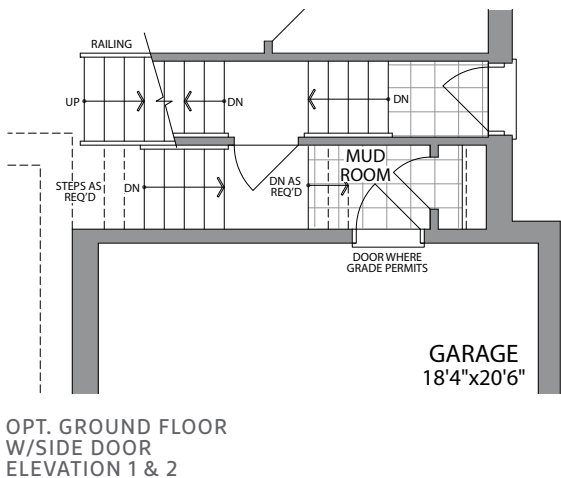 RAILING
UP
DN
DN
STEPS AS
REQ'D
DN
DN AS
REQ'D
MUD
ROOM
DOOR WHERE
GRADE PERMITS
GARAGE
18'4"x20'6"
OPT. GROUND FLOOR
W/SIDE DOOR
ELEVATION 1 & 2